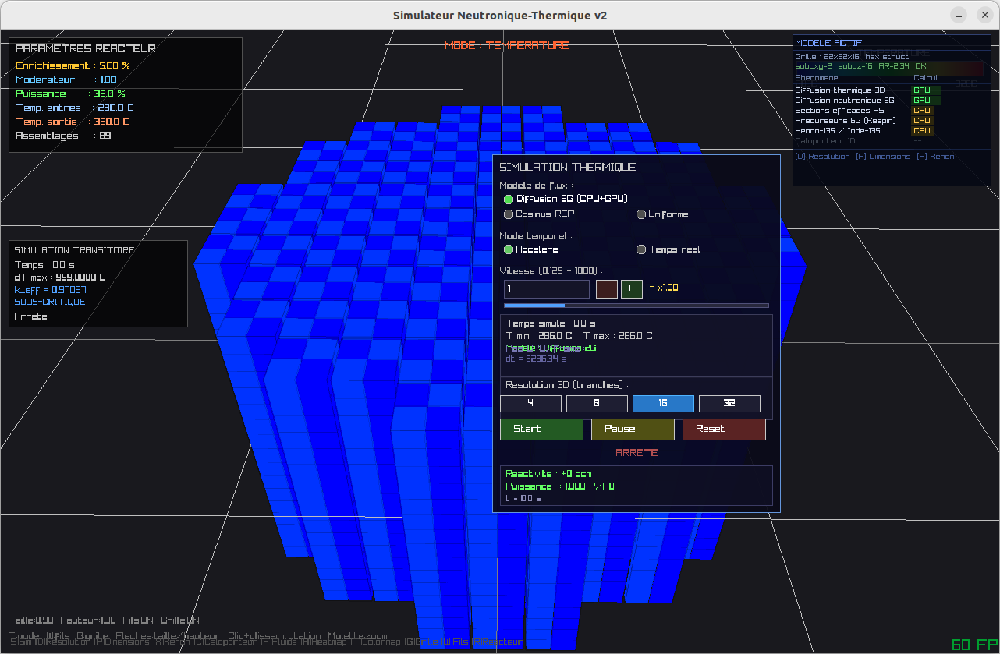 Simulateur Neutronique-Thermique v2
PARAMETRES REACTEUR
Enrichissement : 5.00 %
Moderateur : 1.00
Puissance : 32.0 %
Temp. entree : 280.0 C
Temp. sortie : 320.0 C
Assemblages : 89
MODE : TEMPERATURE
MODELE ACTIF
Grille : 22x22x16 hex struct.
sub_xy=2 sub_z=16 AR=2.34 OK
Phenomene Calcul
Diffusion thermique 3D GPU
Diffusion neutronique 2G GPU
Sections efficaces XS CPU
Precurseurs 6G (Keepin) CPU
Xenon-135 / Iode-135 CPU
Caloporteur 1D --
[D] Resolution [P] Dimensions [X] Xenon
SIMULATION TRANSITOIRE
Temps : 0.0 s
dT max : 999.0000 C
k_eff = 0.97067
SOUS-CRITIQUE
Arrete
SIMULATION THERMIQUE
Modele de flux :
Diffusion 2G (CPU+GPU)
Cosinus REP
Uniforme
Mode temporel :
Accelere
Temps reel
Vitesse (0.125 - 1000) :
1
-
+
= x1.00
Temps simule : 0.0 s
T min : 286.0 C T max : 286.0 C
Diffusion 2G
dt = 6236.34 s
Resolution 3D (tranches) :
4
8
16
32
Start
Pause
Reset
ARRETE
Reactivite : +0 pcm
Puissance : 1.000 P/P0
t = 0.0 s
Taille:0.98 Hauteur:1.30 Fils:ON Grille:ON
T:mode W:fils G:grille Fleches:taille/hauteur Clic+glisser:rotation Molette:zoom
[S]Sim [D]Resolution [P]Dimensions [X]Xenon [C]Caloporteur [F]Fluide [H]Heatmap [T]Colormap [G]Grille [W]Fils [R]Reacteur
60 FP